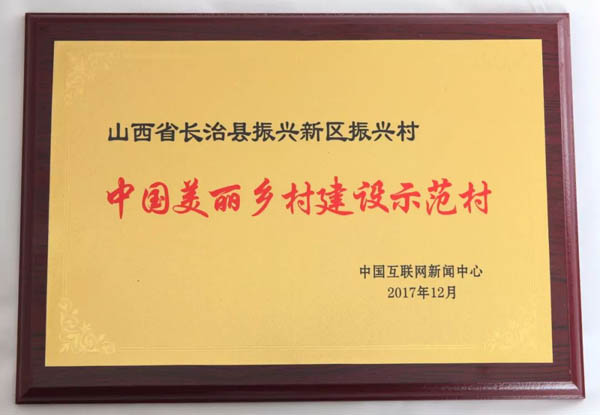 山西省长治县振兴新区振兴村
中国美丽乡村建设示范村
中国互联网新闻中心
2017年12月